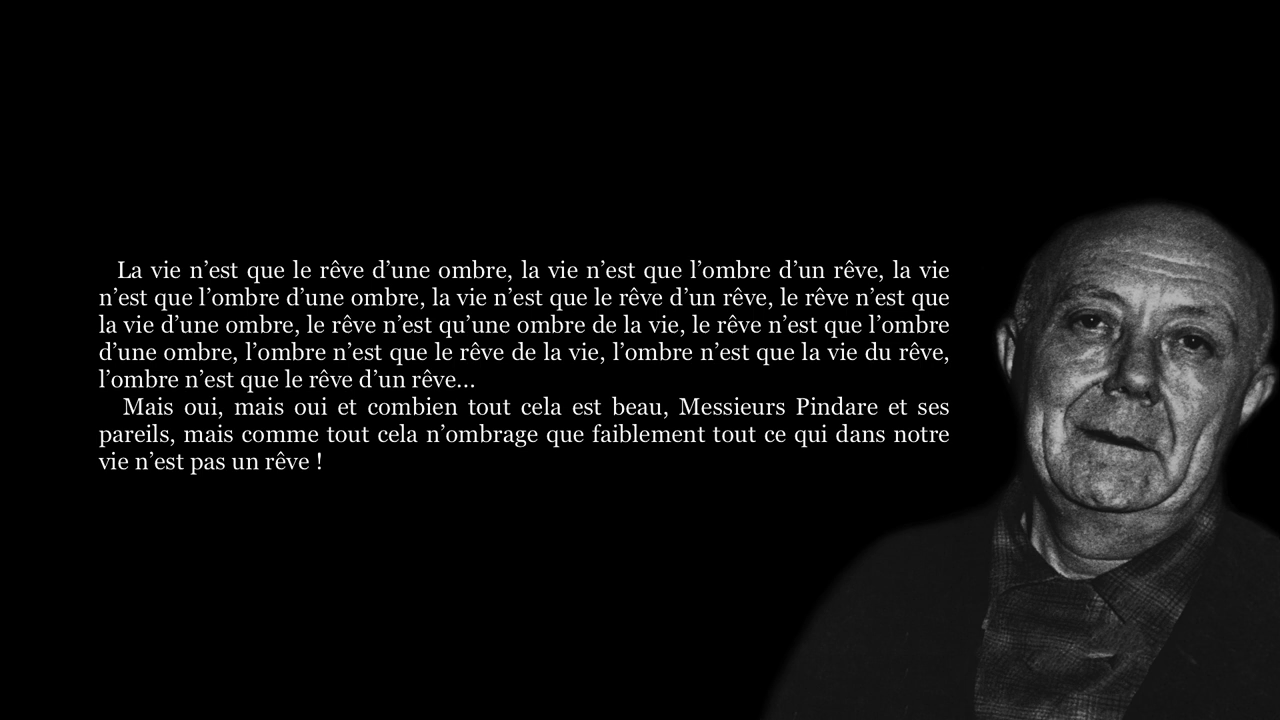 La vie n’est que le rêve d’une ombre, la vie n’est que l’ombre d’un rêve, la vie
n’est que l’ombre d’une ombre, la vie n’est que le rêve d’un rêve, le rêve n’est que
la vie d’une ombre, le rêve n’est qu’une ombre de la vie, le rêve n’est que l’ombre
d’une ombre, l’ombre n’est que le rêve de la vie, l’ombre n’est que la vie du rêve,
l’ombre n’est que le rêve d’un rêve...
Mais oui, mais oui et combien tout cela est beau, Messieurs Pindare et ses
pareils, mais comme tout cela n’ombrage que faiblement tout ce qui dans notre
vie n’est pas un rêve !